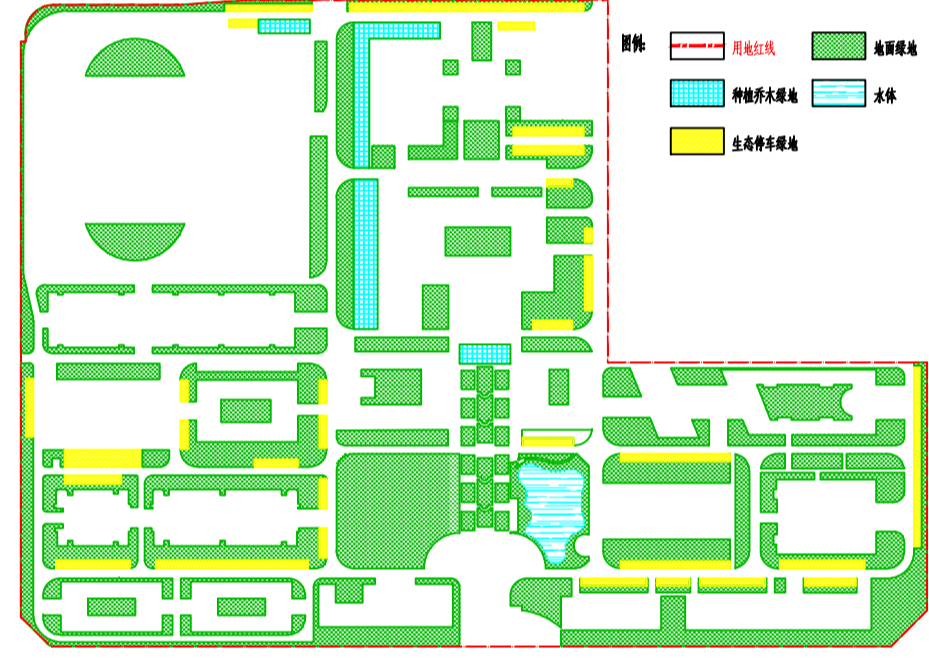 图例:
用地红线
地面绿地
种植乔木绿地
水体
生态停车绿地